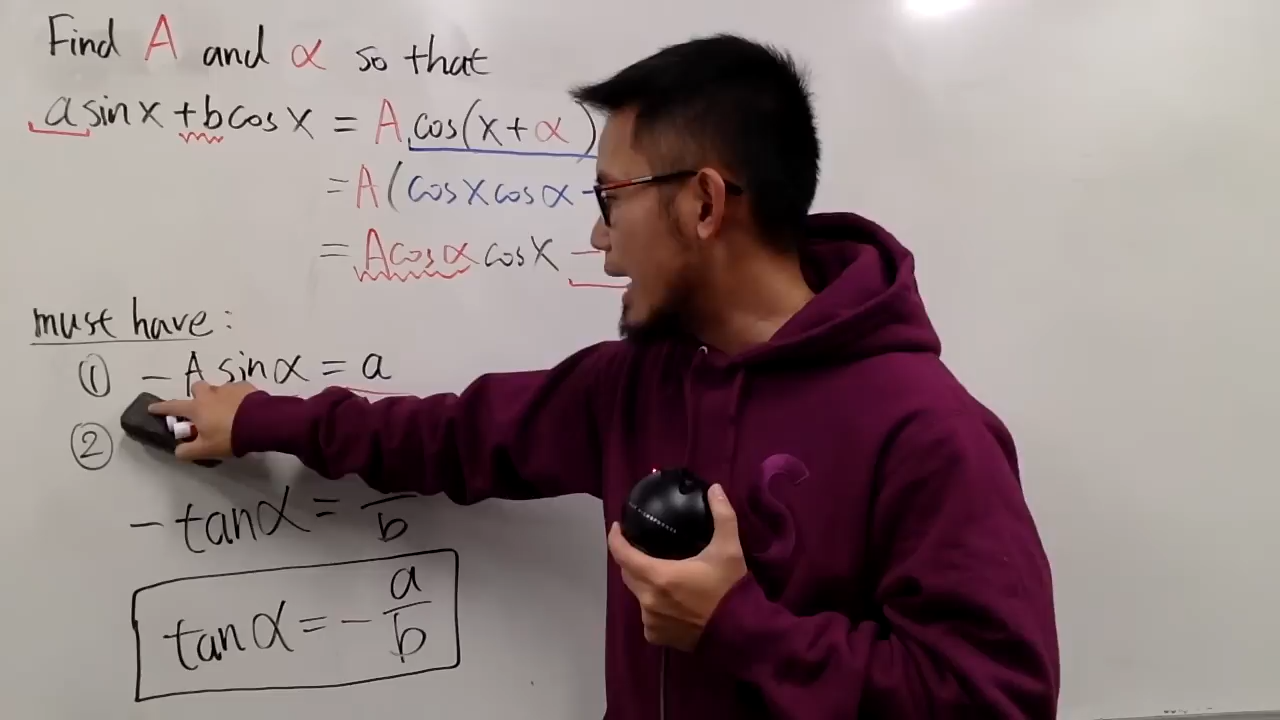 Find A and α so that
a sin x + b cos x = A cos(x + α)
= A (cos x cos α -
= A cos α cos x -
must have:
① - A sin α = a
②
- tan α = — b
tan α = - a/b